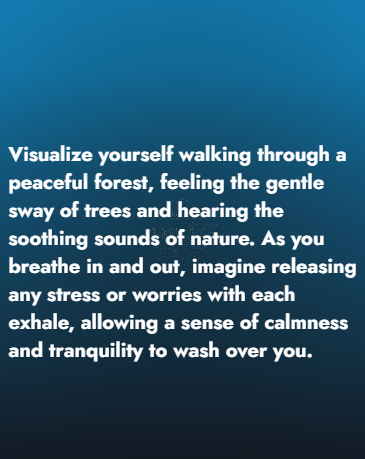 Visualize yourself walking through a
peaceful forest, feeling the gentle
sway of trees and hearing the
soothing sounds of nature. As you
breathe in and out, imagine releasing
any stress or worries with each
exhale, allowing a sense of calmness
and tranquility to wash over you.